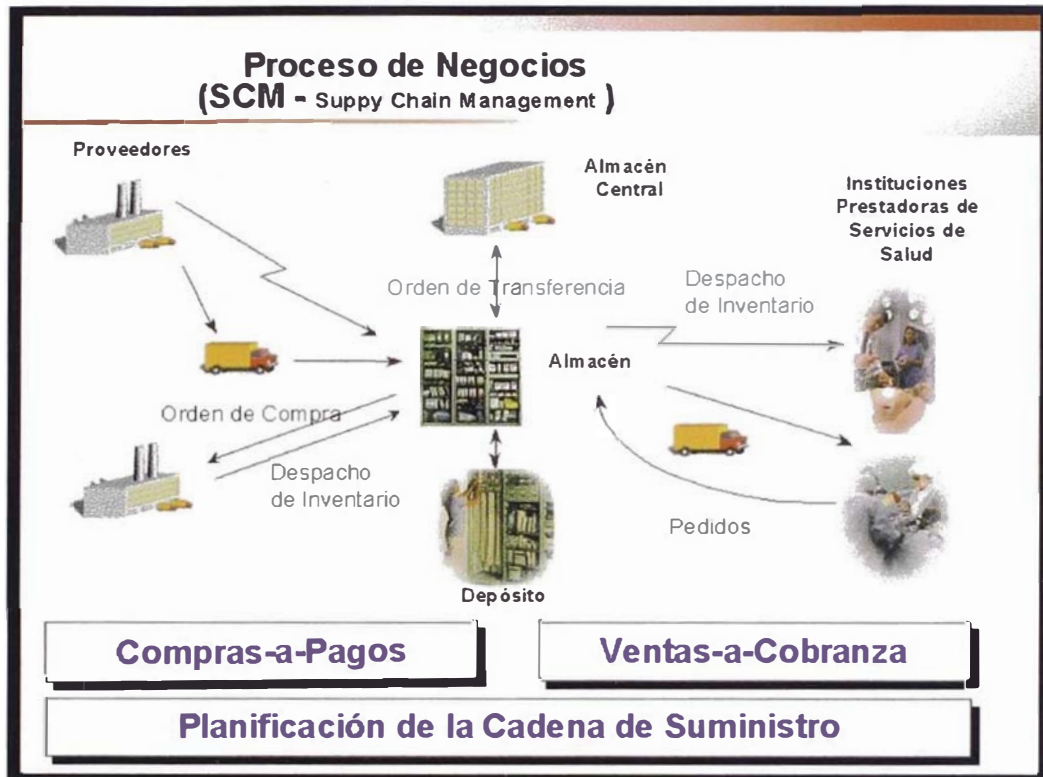 Proceso de Negocios
(SCM - Suppy Chain Management )
Proveedores
Almacén
Central
Instituciones
Prestadoras de
Servicios de
Salud
Orden de Transferencia
Despacho
de Inventario
Almacén
Orden de Compra
Despacho
de Inventario
Pedidos
Depósito
Compras-a-Pagos
Ventas-a-Cobranza
Planificación de la Cadena de Suministro